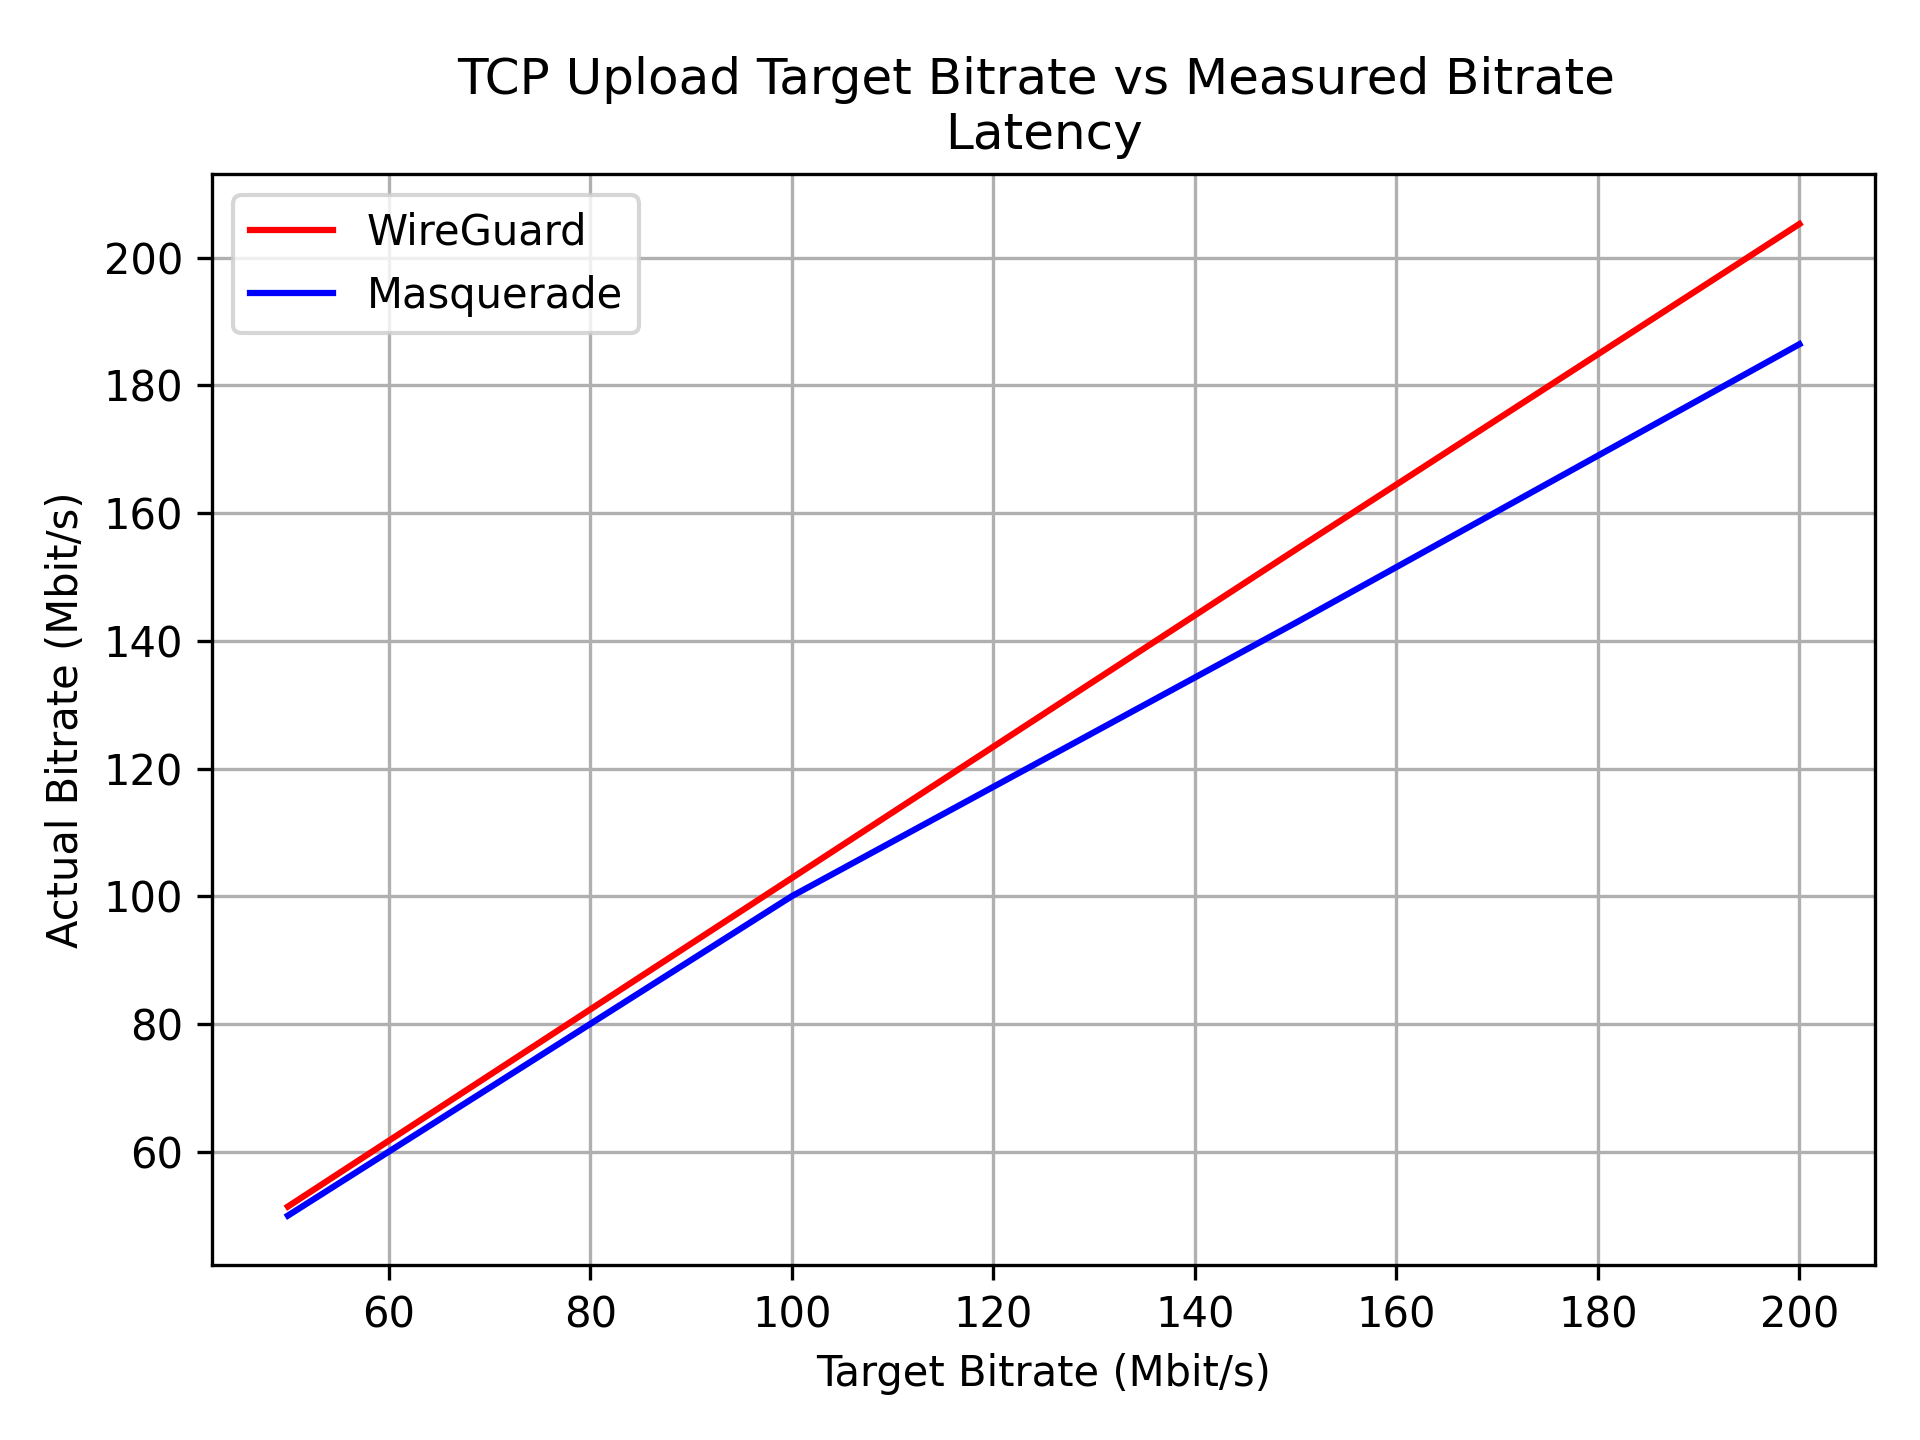 TCP Upload Target Bitrate vs Measured Bitrate
Latency
WireGuard
Masquerade
200
180
160
140
120
100
80
60
Actual Bitrate (Mbit/s)
60 80 100 120 140 160 180 200
Target Bitrate (Mbit/s)